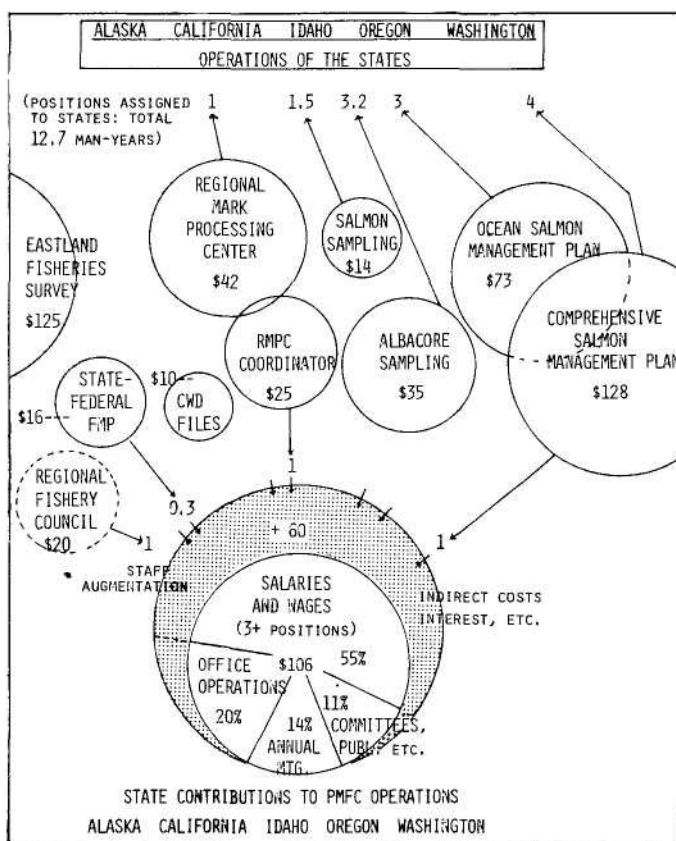 ALASKA CALIFORNIA IDAHO OREGON WASHINGTON
OPERATIONS OF THE STATES
(POSITIONS ASSIGNED
TO STATES: TOTAL
12.7 MAN-YEARS)
1
1.5
3.2
3
4
REGIONAL
MARK
PROCESSING
CENTER
$42
SALMON
SAMPLING
$14
OCEAN SALMON
MANAGEMENT PLAN
$73
EASTLAND
FISHERIES
SURVEY
$125
COMPREHENSIVE
SALMON
MANAGEMENT PLAN
$128
RMPC
COORDINATOR
$25
ALBACORE
SAMPLING
$35
STATE-
FEDERAL
FMP
$16---
$10--
CWD
FILES
REGIONAL
FISHERY
COUNCIL
$20
1
0.3
1
1
STAFF
AUGMENTATION
+ 60
INDIRECT COSTS
INTEREST, ETC.
SALARIES
AND WAGES
(3+ POSITIONS)
55%
$106
OFFICE
OPERATIONS
20%
14%
ANNUAL
MTG.
11%
COMMITTEES,
PUBL. ETC.
STATE CONTRIBUTIONS TO PMFC OPERATIONS
ALASKA CALIFORNIA IDAHO OREGON WASHINGTON